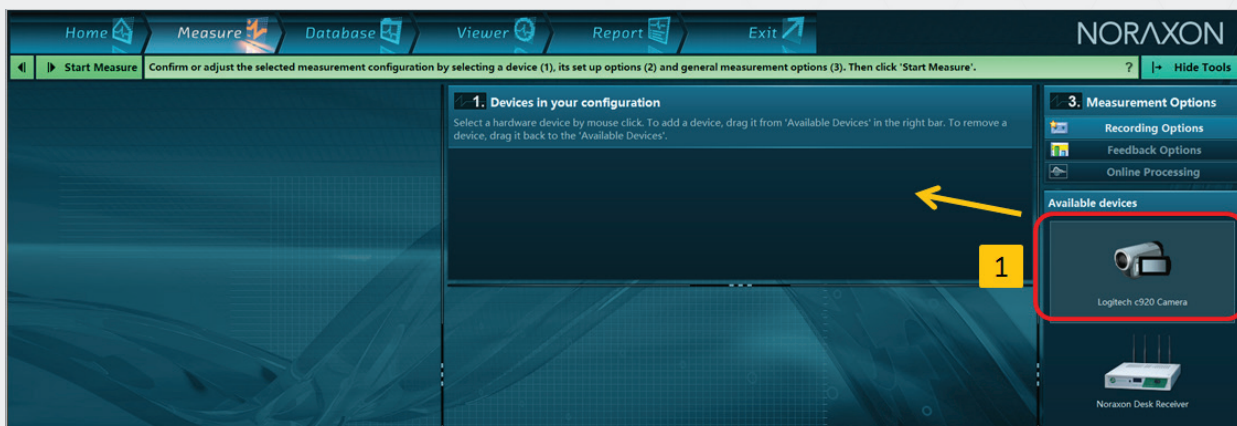 Home
Measure
Database
Viewer
Report
Exit
NORAXON
Start Measure
Confirm or adjust the selected measurement configuration by selecting a device (1), its set up options (2) and general measurement options (3). Then click 'Start Measure'.
?
Hide Tools
1. Devices in your configuration
Select a hardware device by mouse click. To add a device, drag it from 'Available Devices' in the right bar. To remove a
device, drag it back to the 'Available Devices'.
3. Measurement Options
Recording Options
Feedback Options
Online Processing
Available devices
1
Logitech c920 Camera
Noraxon Desk Receiver